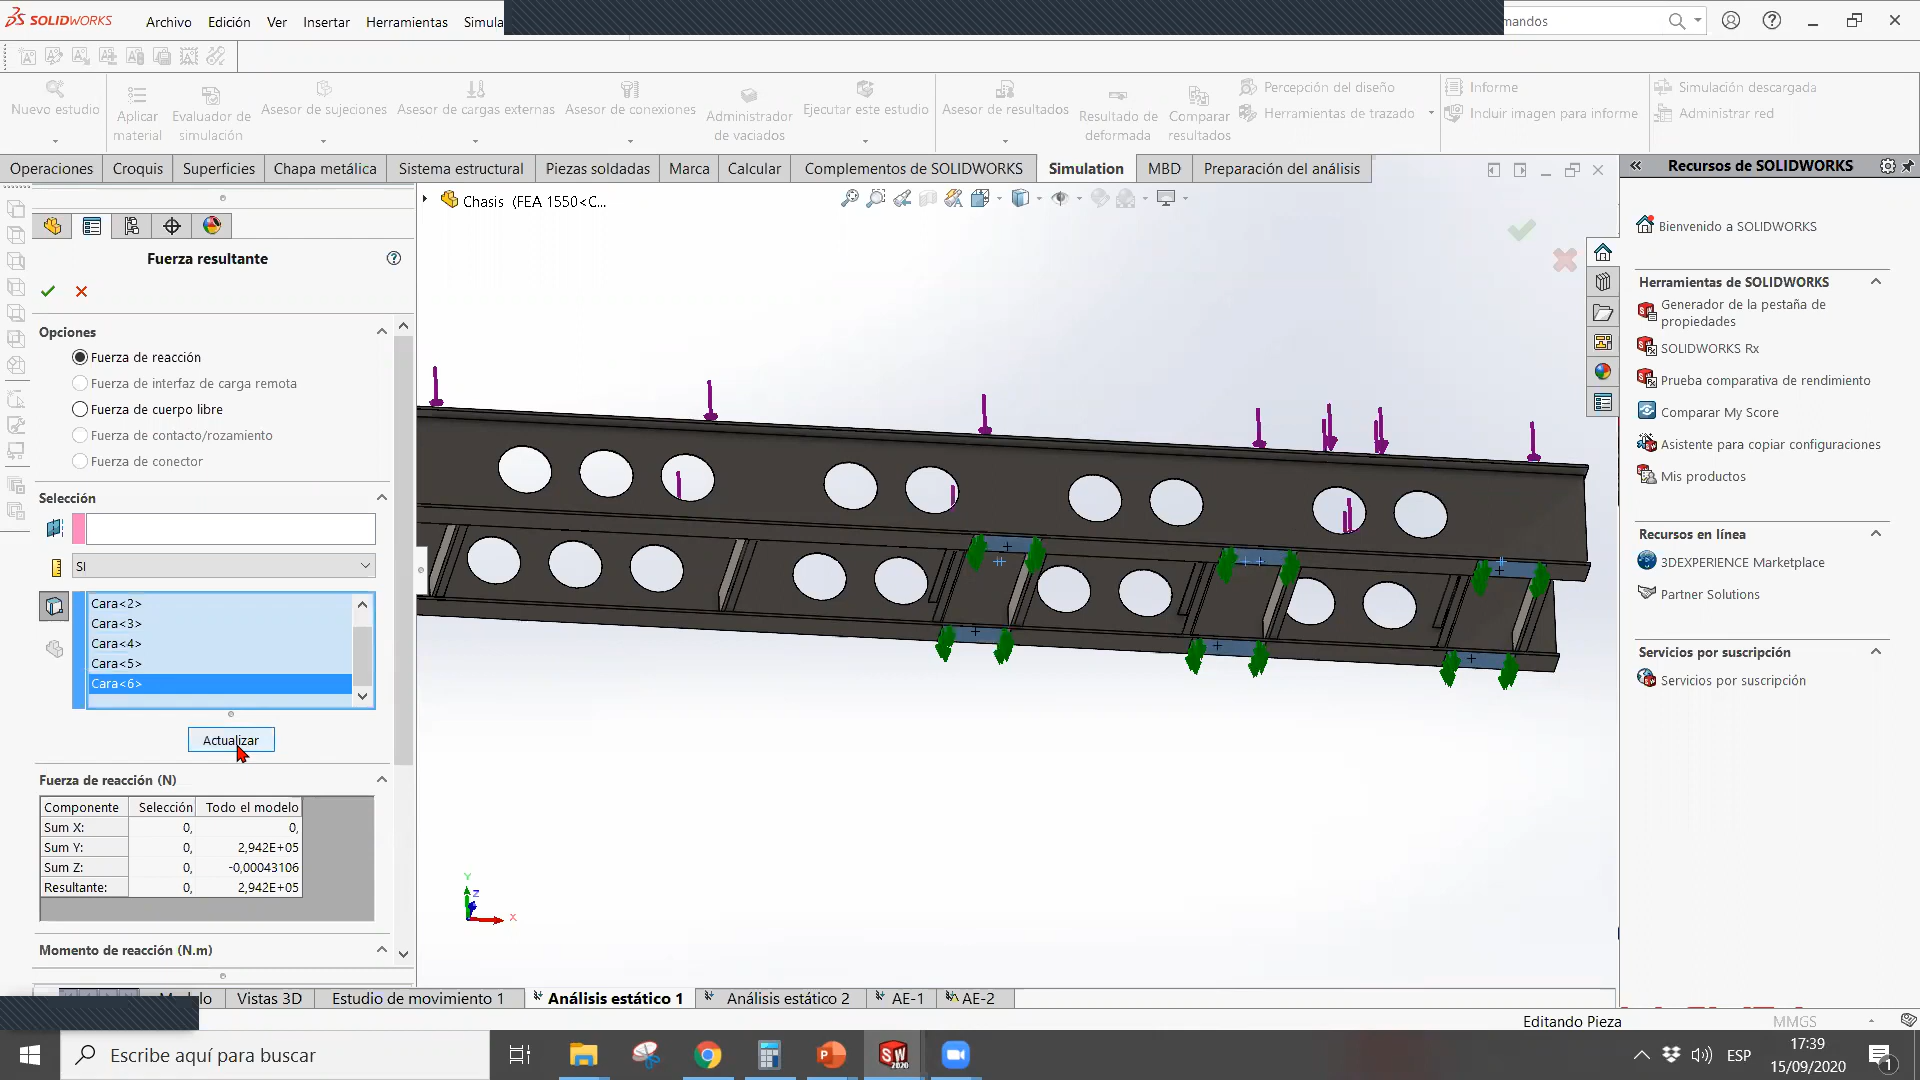 SOLIDWORKS
Archivo Edición Ver Insertar Herramientas Simula
mandos
Nuevo estudio
Aplicar material
Evaluador de simulación
Asesor de sujeciones
Asesor de cargas externas
Asesor de conexiones
Administrador de vaciados
Ejecutar este estudio
Asesor de resultados
Resultado de deformada
Comparar resultados
Percepción del diseño
Herramientas de trazado
Informe
Incluir imagen para informe
Simulación descargada
Administrar red
Operaciones Croquis Superficies Chapa metálica Sistema estructural Piezas soldadas Marca Calcular Complementos de SOLIDWORKS Simulation MBD Preparación del análisis
Recursos de SOLIDWORKS
Chasis (FEA 1550<C...
Fuerza resultante
Opciones
Fuerza de reacción
Fuerza de interfaz de carga remota
Fuerza de cuerpo libre
Fuerza de contacto/rozamiento
Fuerza de conector
Selección
SI
Cara<2>
Cara<3>
Cara<4>
Cara<5>
Cara<6>
Actualizar
Fuerza de reacción (N)
Componente Selección Todo el modelo
Sum X: 0, 0,
Sum Y: 0, 2,942E+05
Sum Z: 0, -0,00043106
Resultante: 0, 2,942E+05
Momento de reacción (N.m)
Y
Z
X
Bienvenido a SOLIDWORKS
Herramientas de SOLIDWORKS
Generador de la pestaña de
propiedades
SOLIDWORKS Rx
Prueba comparativa de rendimiento
Comparar My Score
Asistente para copiar configuraciones
Mis productos
Recursos en línea
3DEXPERIENCE Marketplace
Partner Solutions
Servicios por suscripción
Servicios por suscripción
Vistas 3D Estudio de movimiento 1 Análisis estático 1 Análisis estático 2 AE-1 AE-2
Editando Pieza MMGS
Escribe aquí para buscar
ESP
17:39
15/09/2020
1